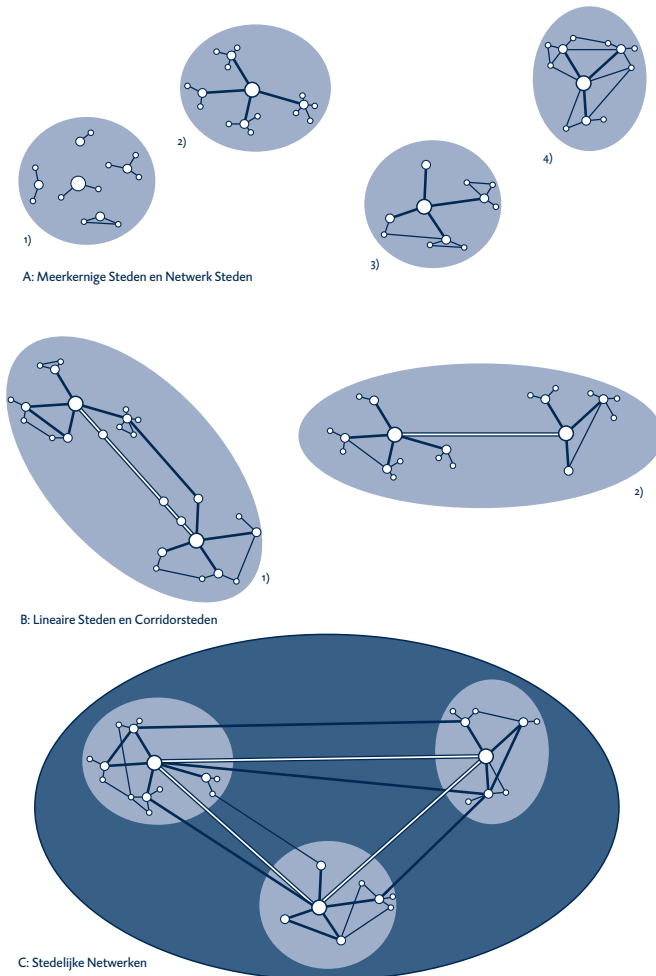 4)
2)
1)
3)
A: Meerkernige Steden en Netwerk Steden
2)
1)
B: Lineaire Steden en Corridorsteden
C: Stedelijke Netwerken